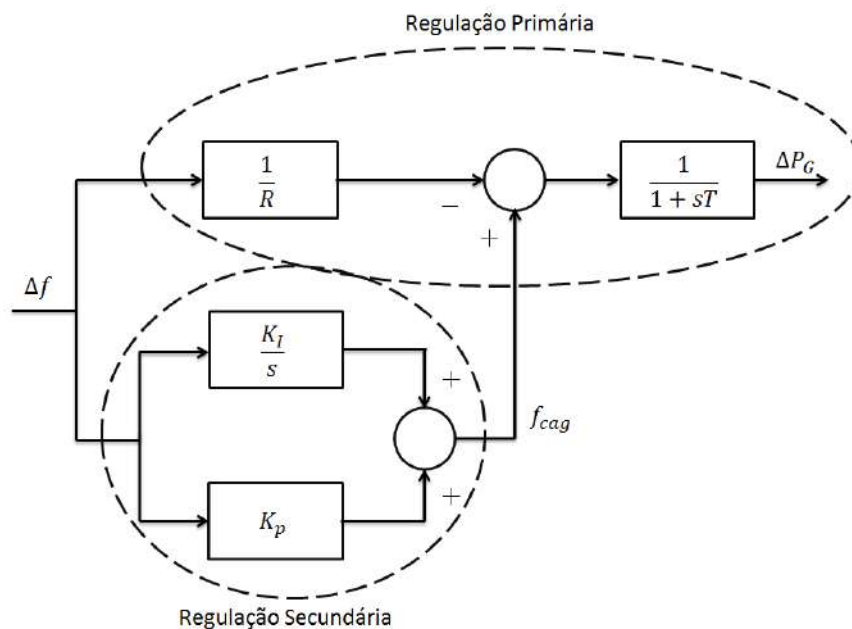 Regulação Primária
1
R
−
+
1
1 + sT
ΔP_G
Δf
K_I
s
+
f_cag
K_p
+
Regulação Secundária